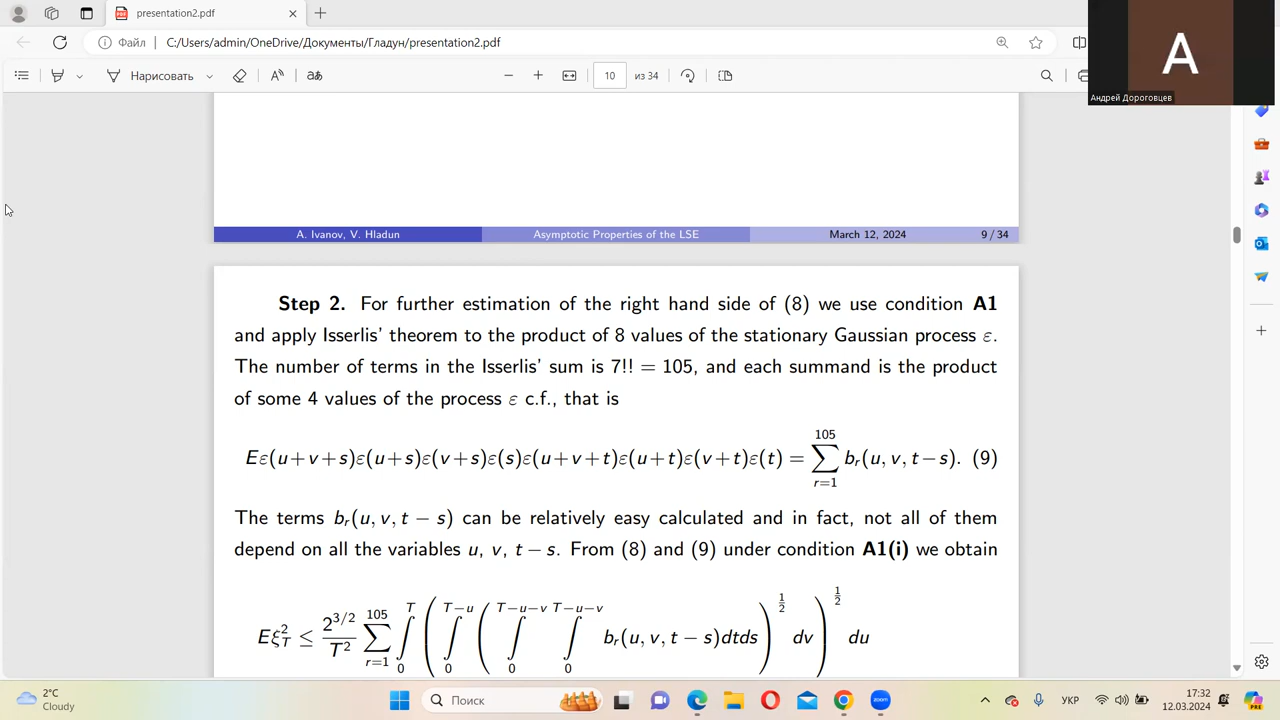 presentation2.pdf
Файл
C:/Users/admin/OneDrive/Документы/Гладун/presentation2.pdf
Нарисовать
10 из 34
A
Андрей Дороговцев
A. Ivanov, V. Hladun Asymptotic Properties of the LSE March 12, 2024 9 / 34
Step 2. For further estimation of the right hand side of (8) we use condition A1
and apply Isserlis' theorem to the product of 8 values of the stationary Gaussian process ε.
The number of terms in the Isserlis' sum is 7!! = 105, and each summand is the product
of some 4 values of the process ε c.f., that is
Eε(u+v+s)ε(u+s)ε(v+s)ε(s)ε(u+v+t)ε(u+t)ε(v+t)ε(t) = ∑_{r=1}^{105} b_r(u, v, t−s). (9)
The terms b_r(u, v, t − s) can be relatively easy calculated and in fact, not all of them
depend on all the variables u, v, t − s. From (8) and (9) under condition A1(i) we obtain
Eξ_T^2 ≤ \frac{2^{3/2}}{T^2} ∑_{r=1}^{105} ∫_0^T ( ∫_0^{T−u} ( ∫_0^{T−u−v} ∫_0^{T−u−v} b_r(u, v, t − s)dtds )^{1/2} dv )^{1/2} du
2°C
Cloudy
Поиск
УКР
17:32
12.03.2024